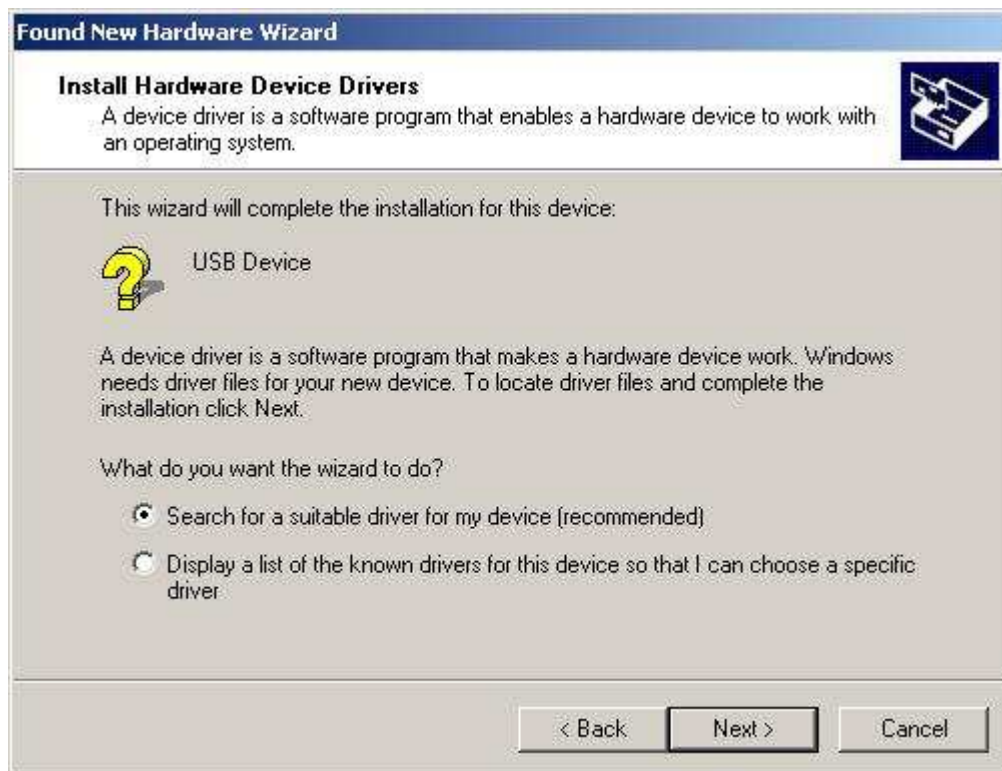 Found New Hardware Wizard
Install Hardware Device Drivers
A device driver is a software program that enables a hardware device to work with
an operating system.
This wizard will complete the installation for this device:
USB Device
A device driver is a software program that makes a hardware device work. Windows
needs driver files for your new device. To locate driver files and complete the
installation click Next.
What do you want the wizard to do?
Search for a suitable driver for my device (recommended)
Display a list of the known drivers for this device so that I can choose a specific
driver
< Back
Next >
Cancel